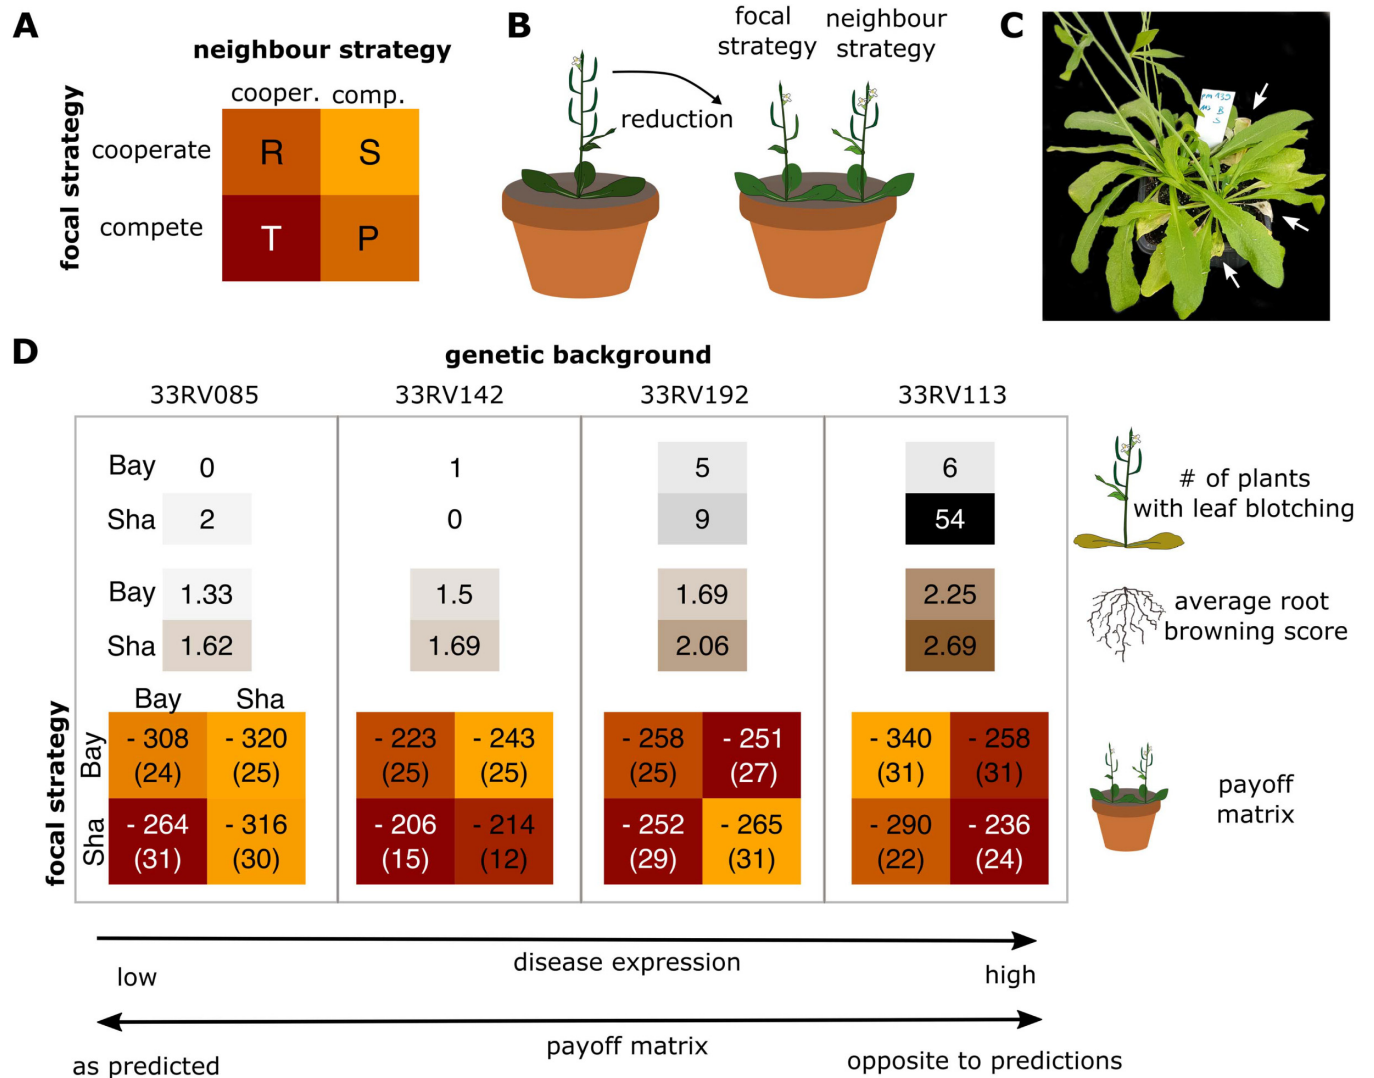 A
neighbour strategy
cooper. comp.
focal strategy
cooperate R S
compete T P
B
focal strategy
neighbour strategy
reduction
C
D
genetic background
33RV085 33RV142 33RV192 33RV113
Bay 0 1 5 6
Sha 2 0 9 54
# of plants
with leaf blotching
Bay 1.33 1.5 1.69 2.25
Sha 1.62 1.69 2.06 2.69
average root
browning score
Bay Sha
focal strategy
Bay
- 308 - 320 - 223 - 243 - 258 - 251 - 340 - 258
(24) (25) (25) (25) (25) (27) (31) (31)
Sha
- 264 - 316 - 206 - 214 - 252 - 265 - 290 - 236
(31) (30) (15) (12) (29) (31) (22) (24)
payoff
matrix
disease expression
low high
payoff matrix
as predicted opposite to predictions